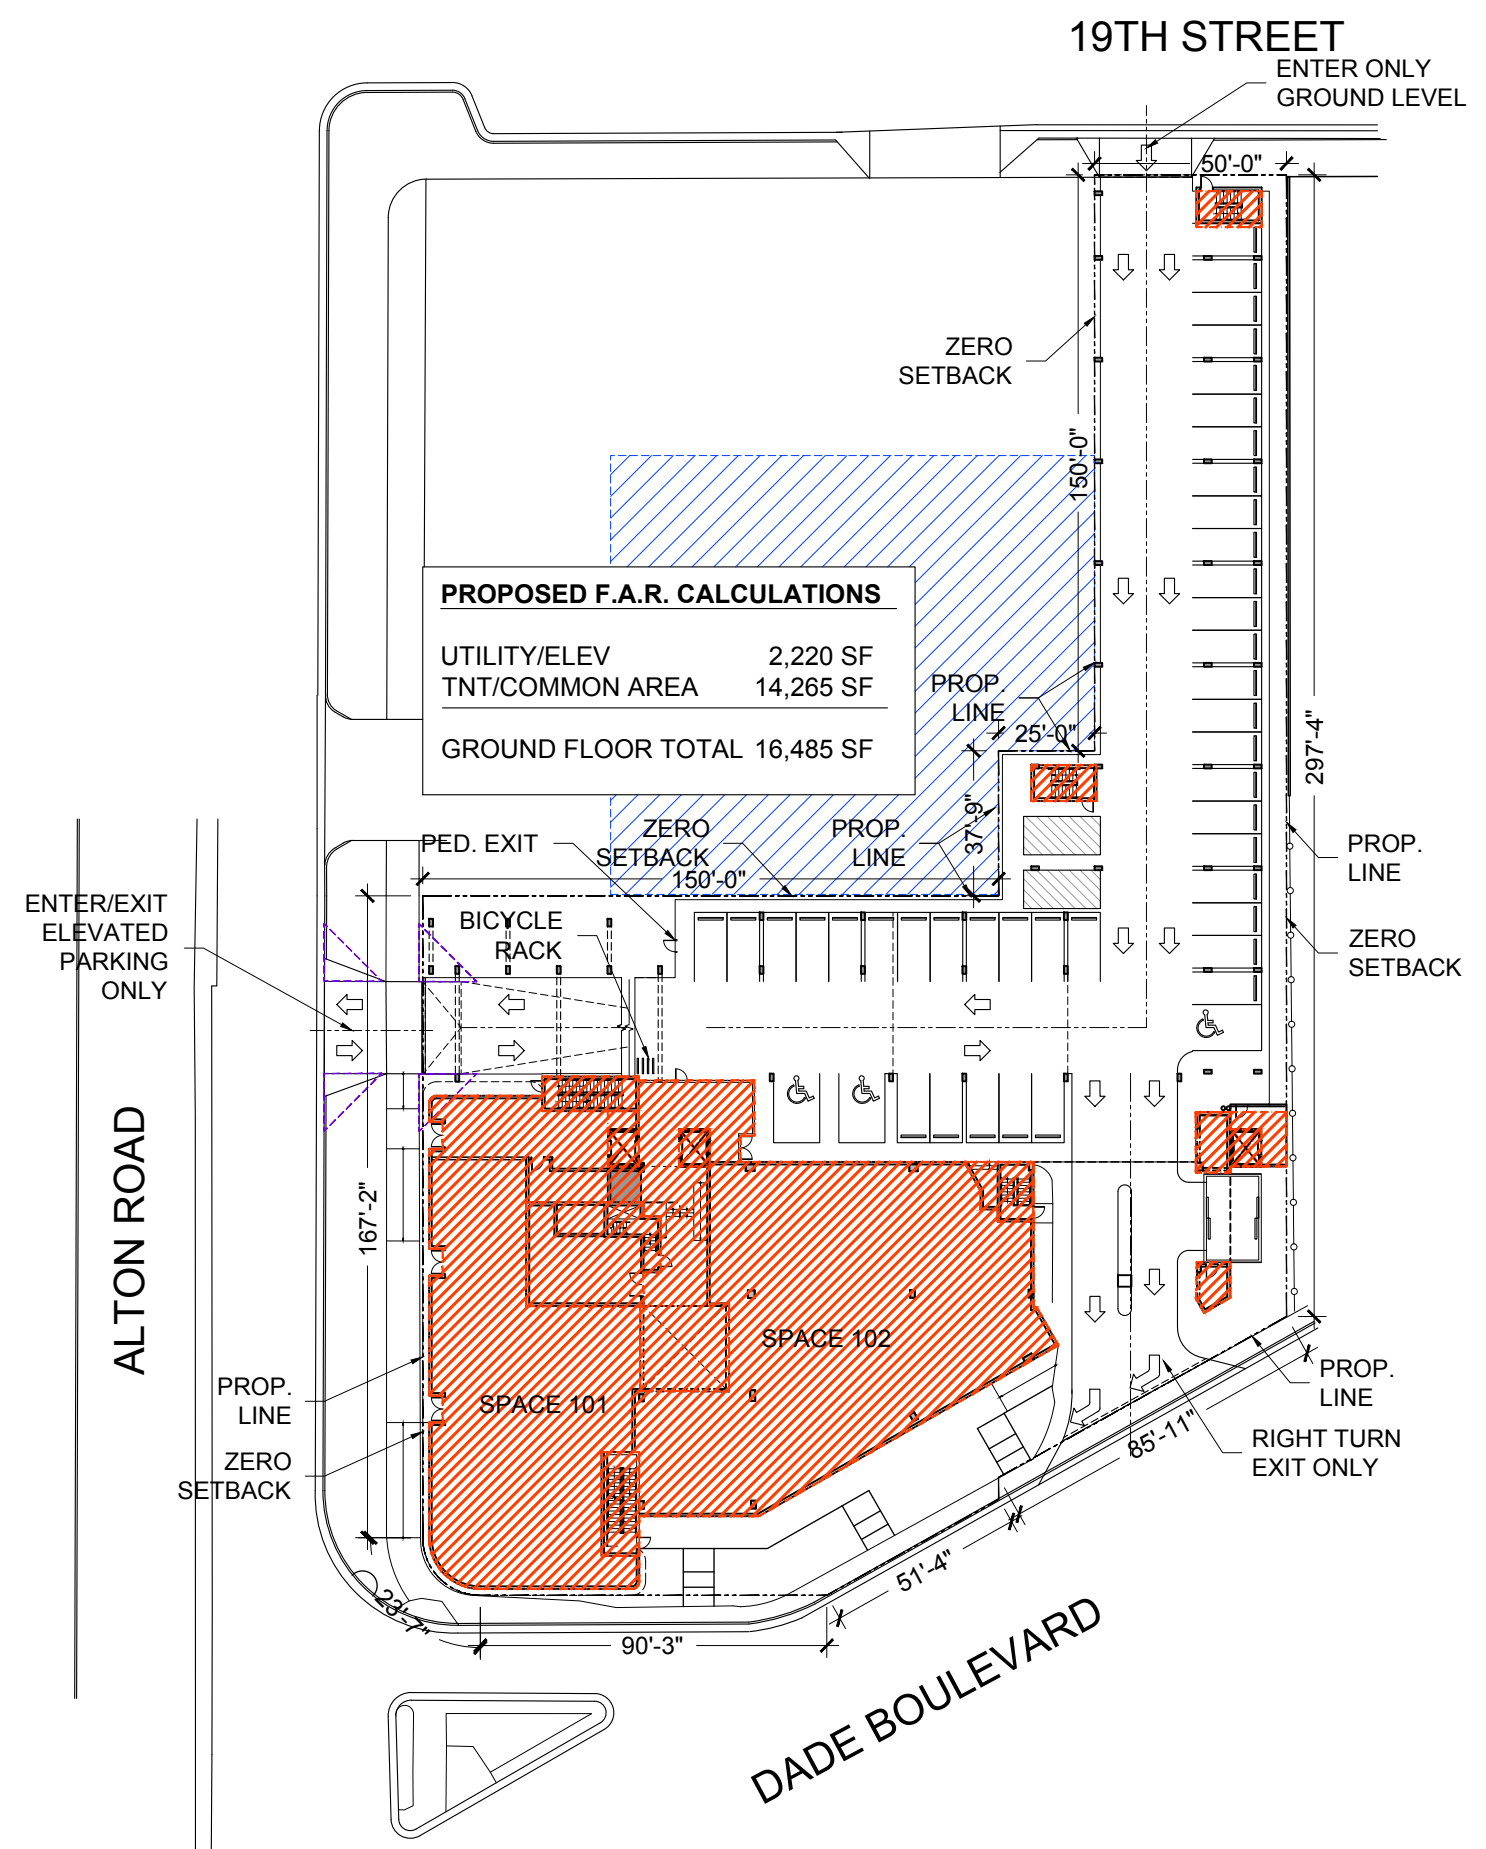 19TH STREET
ENTER ONLY
GROUND LEVEL
50'-0"
ZERO
SETBACK
150'-0"
PROPOSED F.A.R. CALCULATIONS
UTILITY/ELEV 2,220 SF
TNT/COMMON AREA 14,265 SF
GROUND FLOOR TOTAL 16,485 SF
PROP.
LINE
25'-0"
297'-4"
37'-9"
PED. EXIT
ZERO
SETBACK
PROP.
LINE
150'-0"
PROP.
LINE
ENTER/EXIT
ELEVATED
PARKING
ONLY
BICYCLE
RACK
ZERO
SETBACK
ALTON ROAD
167'-2"
SPACE 102
SPACE 101
PROP.
LINE
ZERO
SETBACK
PROP.
LINE
85'-11"
RIGHT TURN
EXIT ONLY
51'-4"
23'-7"
90'-3"
DADE BOULEVARD